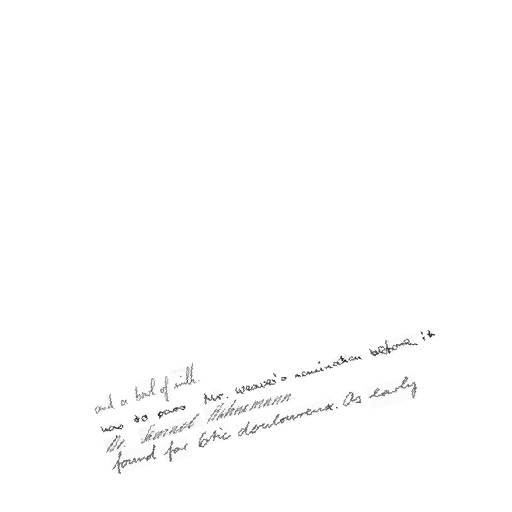 and a bowl of milk.
was to pass Mr. Weaver's nomination before it
Dr. Samuel Hahnemann
found for tic douloureux. As early